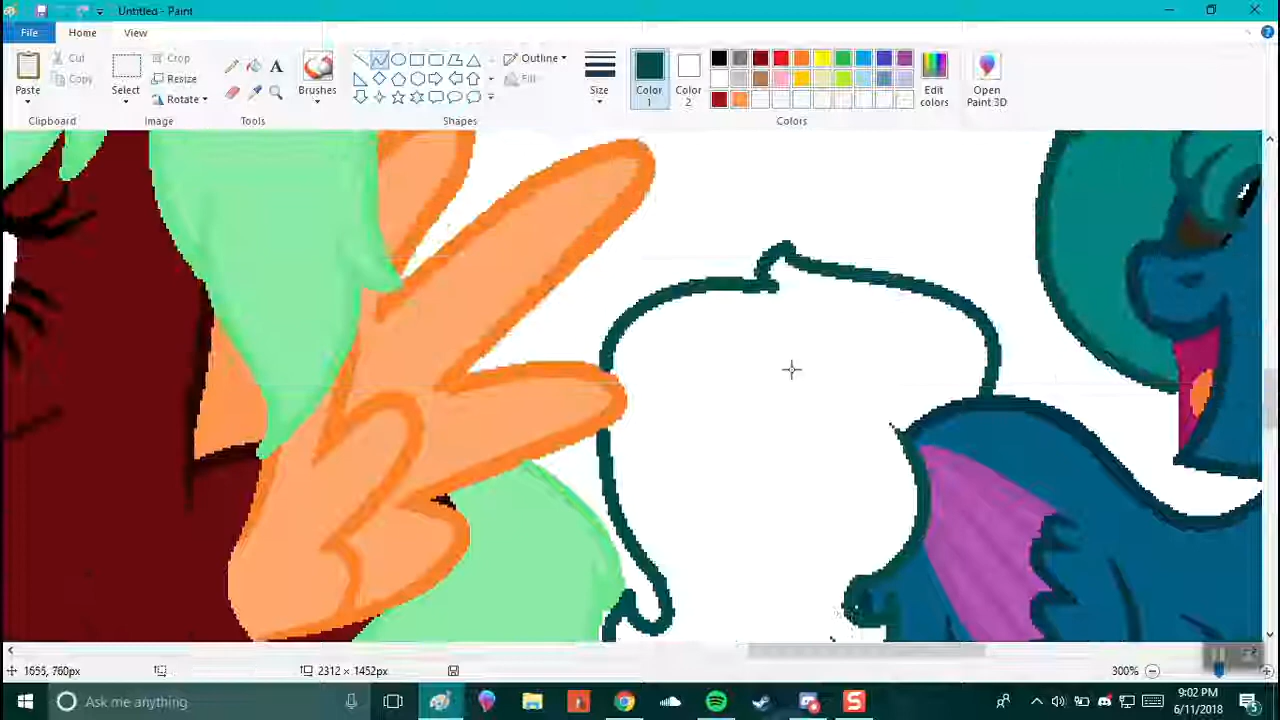 Untitled - Paint
File Home View
Cut
Copy
Paste
Select
Crop
Resize
Rotate
A
Brushes
Outline
Fill
Size
Color 1
Color 2
Edit colors
Open Paint 3D
Clipboard Image Tools Shapes Colors
1655, 760px
2312 × 1452px
300%
Ask me anything
9:02 PM
6/11/2018
5